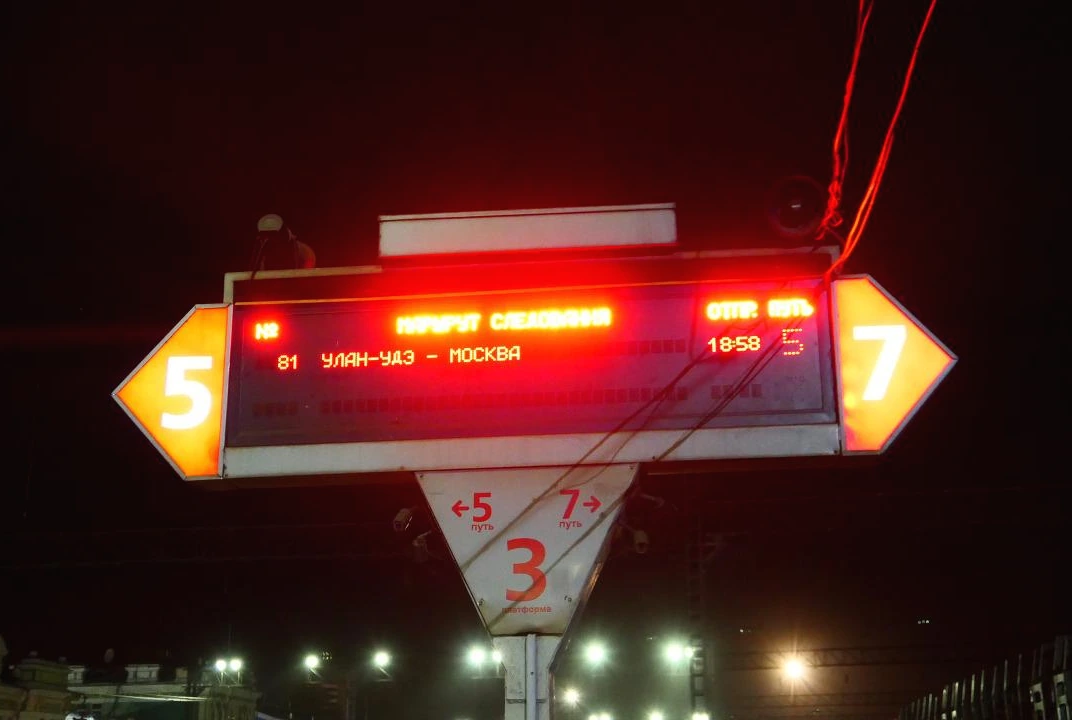 № МАРШРУТ СЛЕДОВАНИЯ ОТПР. ПУТЬ
81 УЛАН-УДЭ - МОСКВА 18:58 5
5
7
←5 7→
путь путь
3
платформа